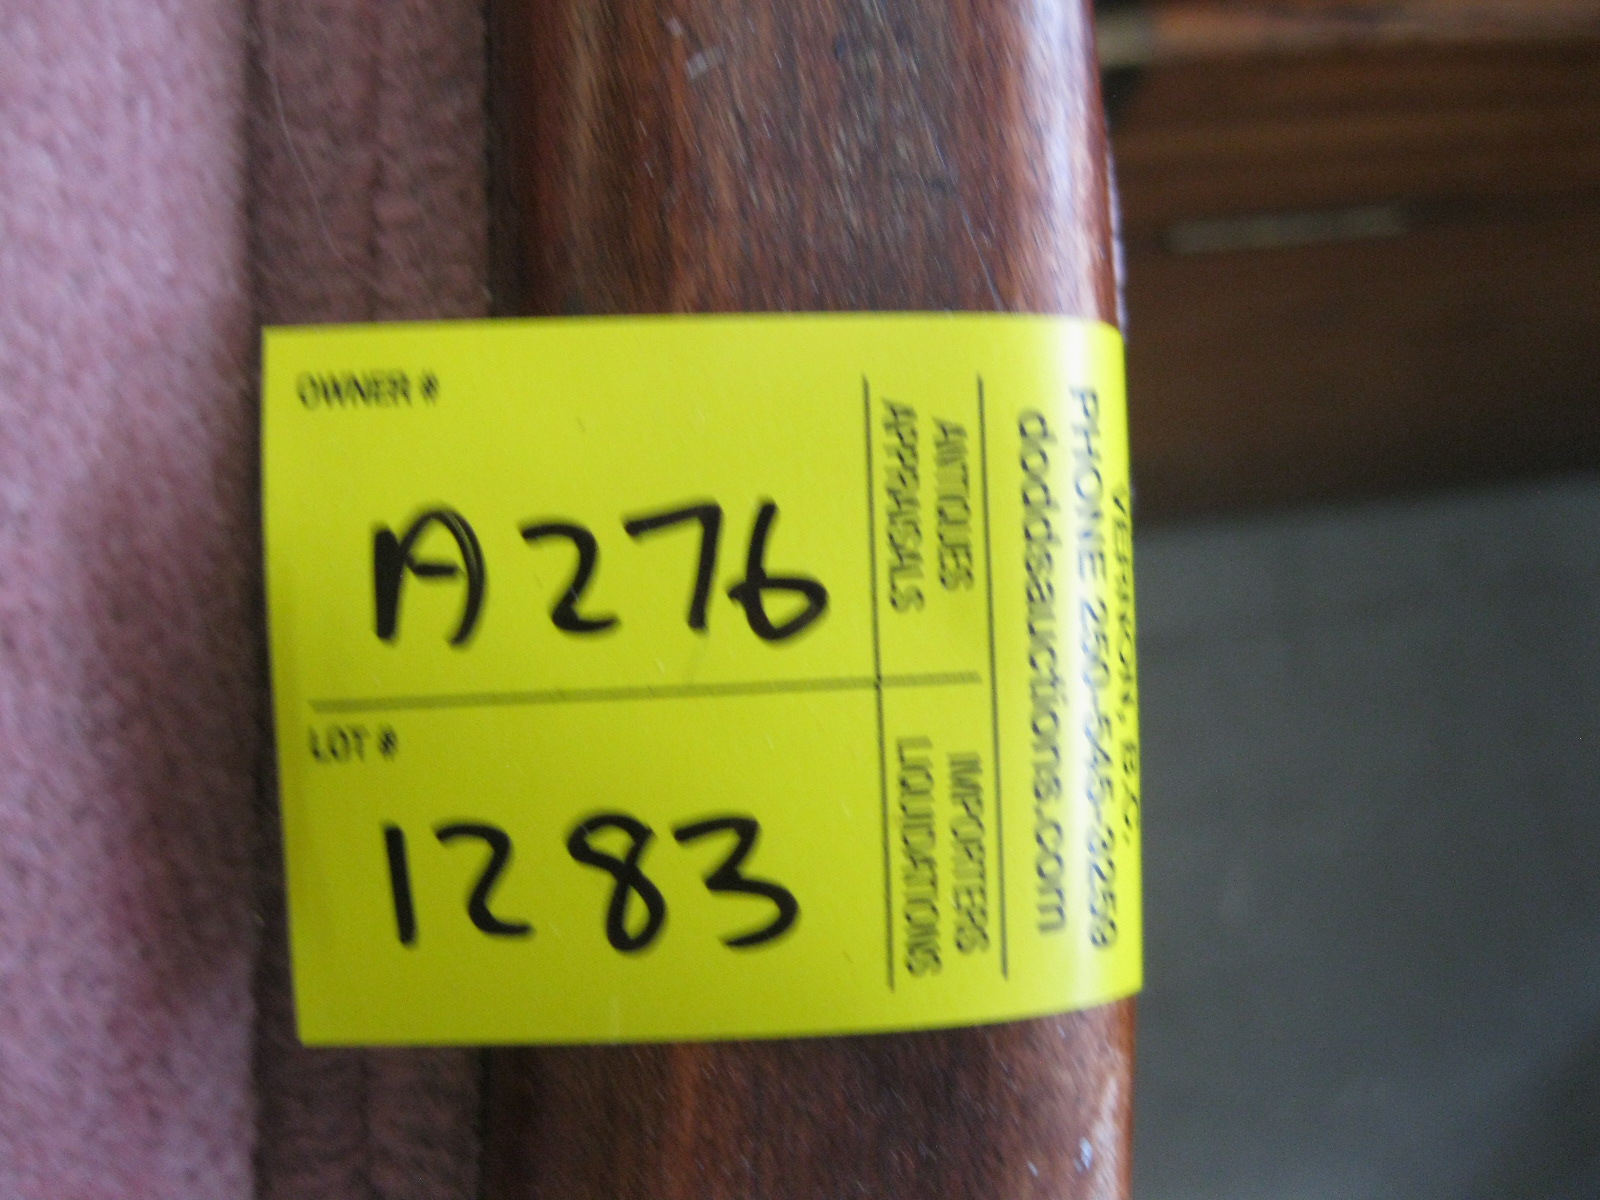 OWNER #
A276
LOT #
1283
ANTIQUES
APPRAISALS
IMPORTERS
LIQUIDATIONS
VERNON, B.C.
PHONE 250-545-3259
doddsauctions.com